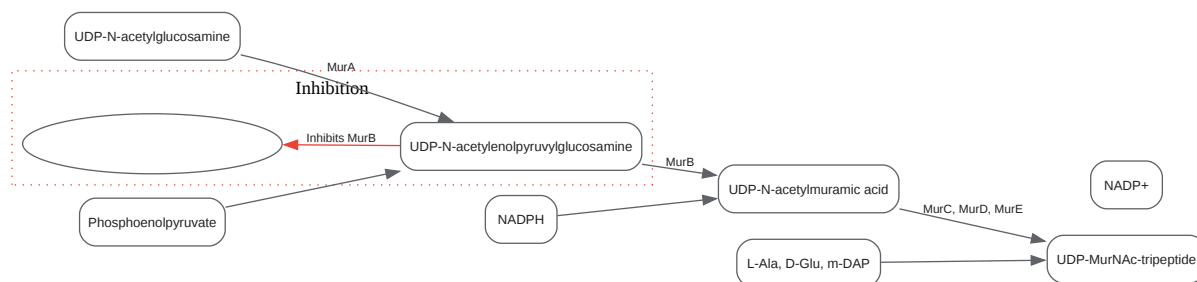 UDP-N-acetylglucosamine
MurA
Inhibition
Inhibits MurB
UDP-N-acetylenolpyruvylglucosamine
MurB
UDP-N-acetylmuramic acid
NADP+
Phosphoenolpyruvate
NADPH
MurC, MurD, MurE
L-Ala, D-Glu, m-DAP
UDP-MurNAc-tripeptide